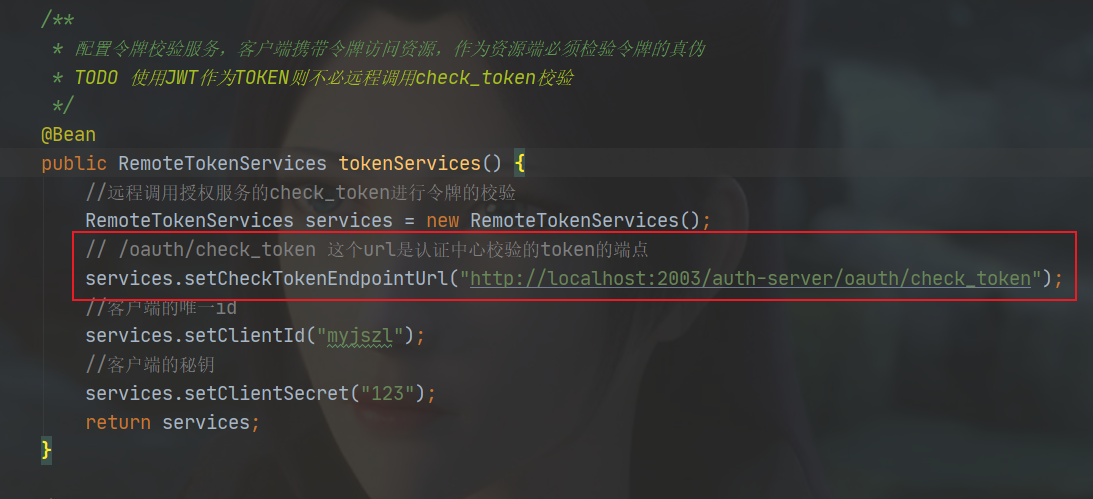 /**
* 配置令牌校验服务，客户端携带令牌访问资源，作为资源端必须检验令牌的真伪
* TODO 使用JWT作为TOKEN则不必远程调用check_token校验
*/
@Bean
public RemoteTokenServices tokenServices() {
//远程调用授权服务的check_token进行令牌的校验
RemoteTokenServices services = new RemoteTokenServices();
// /oauth/check_token 这个url是认证中心校验的token的端点
services.setCheckTokenEndpointUrl("http://localhost:2003/auth-server/oauth/check_token");
//客户端的唯一id
services.setClientId("myjszl");
//客户端的秘钥
services.setClientSecret("123");
return services;
}